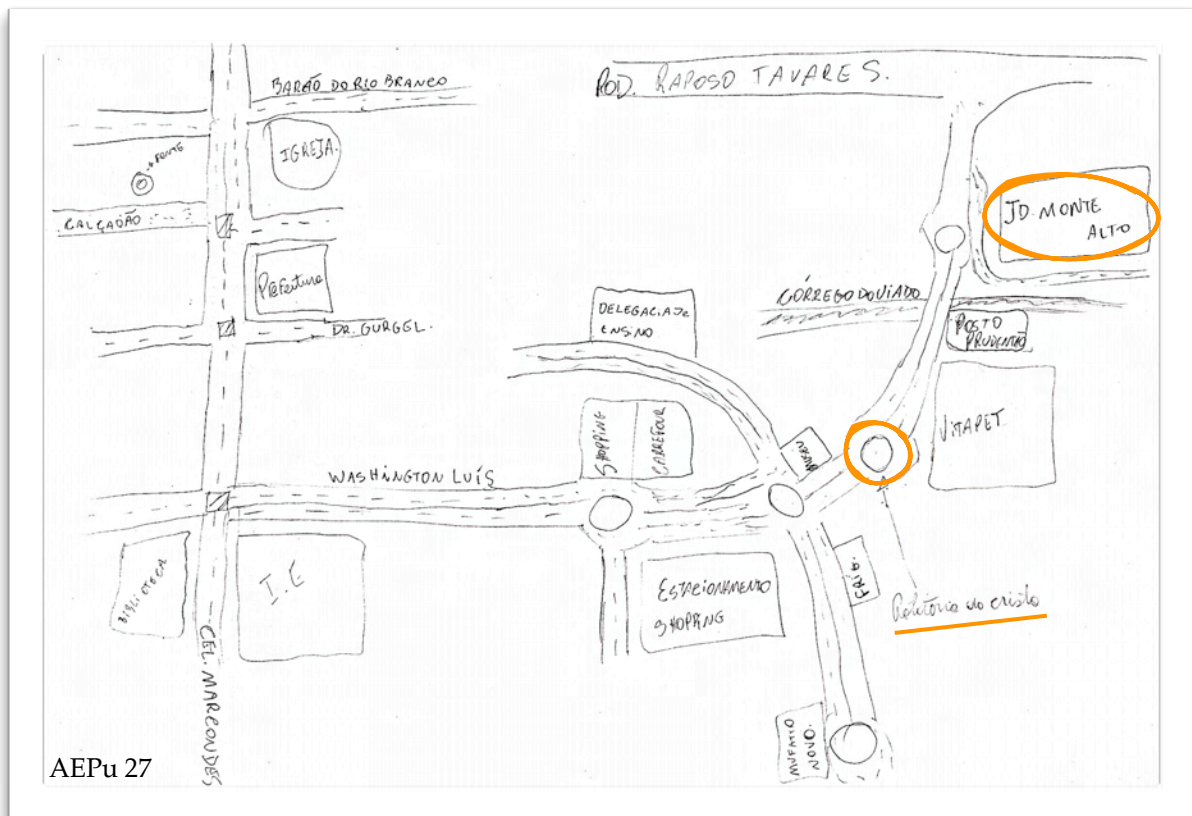 BARÃO DO RIO BRANCO
ROD. RAPOSO TAVARES.
IGREJA.
FONTE
CALÇADÃO
JD. MONTE
ALTO
PREFEITURA
DR. GURGEL.
DELEGACIA DE
ENSINO
CÓRREGO DO VIADO
POSTO
PRUDENTÃO
SHOPPING
CARREFOUR
VITAPET
WASHINGTON LUÍS
BIBLIOTECA
I.E
ESTACIONAMENTO
SHOPPING
do cristo
CEL. MARCONDES
NOVO.
AEPu 27